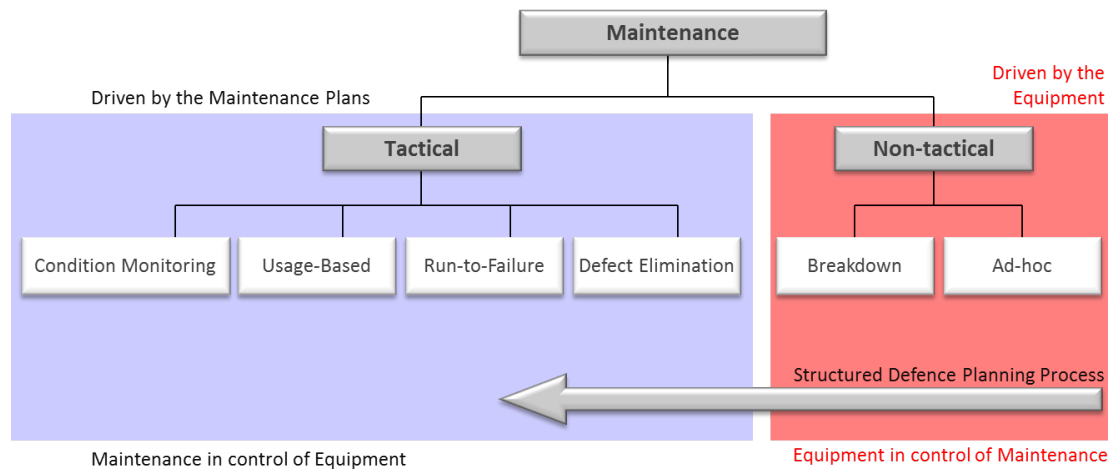 Maintenance
Driven by the Maintenance Plans
Driven by the
Equipment
Tactical
Non-tactical
Condition Monitoring
Usage-Based
Run-to-Failure
Defect Elimination
Breakdown
Ad-hoc
Structured Defence Planning Process
Maintenance in control of Equipment
Equipment in control of Maintenance